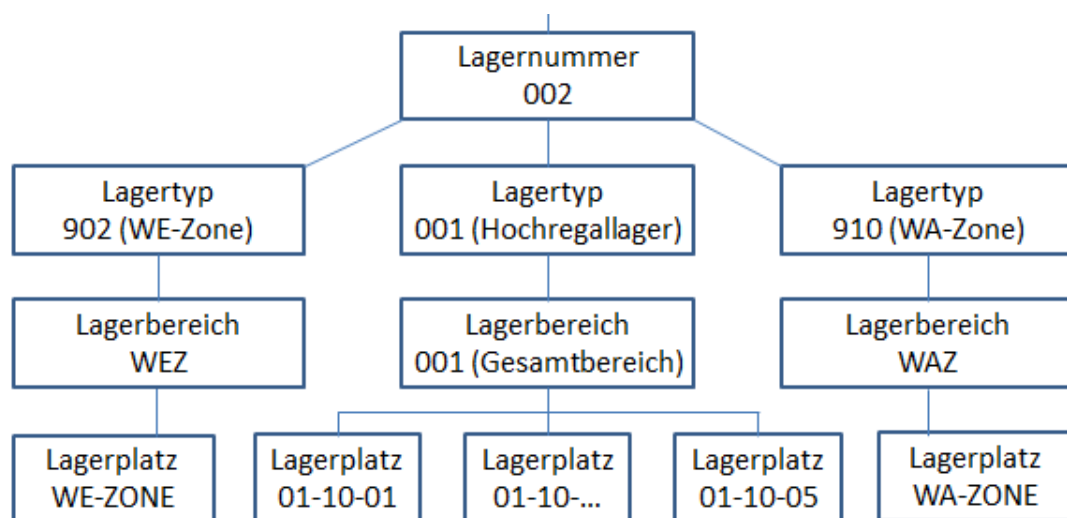 Lagernummer
002
Lagertyp
902 (WE-Zone)
Lagertyp
001 (Hochregallager)
Lagertyp
910 (WA-Zone)
Lagerbereich
WEZ
Lagerbereich
001 (Gesamtbereich)
Lagerbereich
WAZ
Lagerplatz
WE-ZONE
Lagerplatz
01-10-01
Lagerplatz
01-10-...
Lagerplatz
01-10-05
Lagerplatz
WA-ZONE